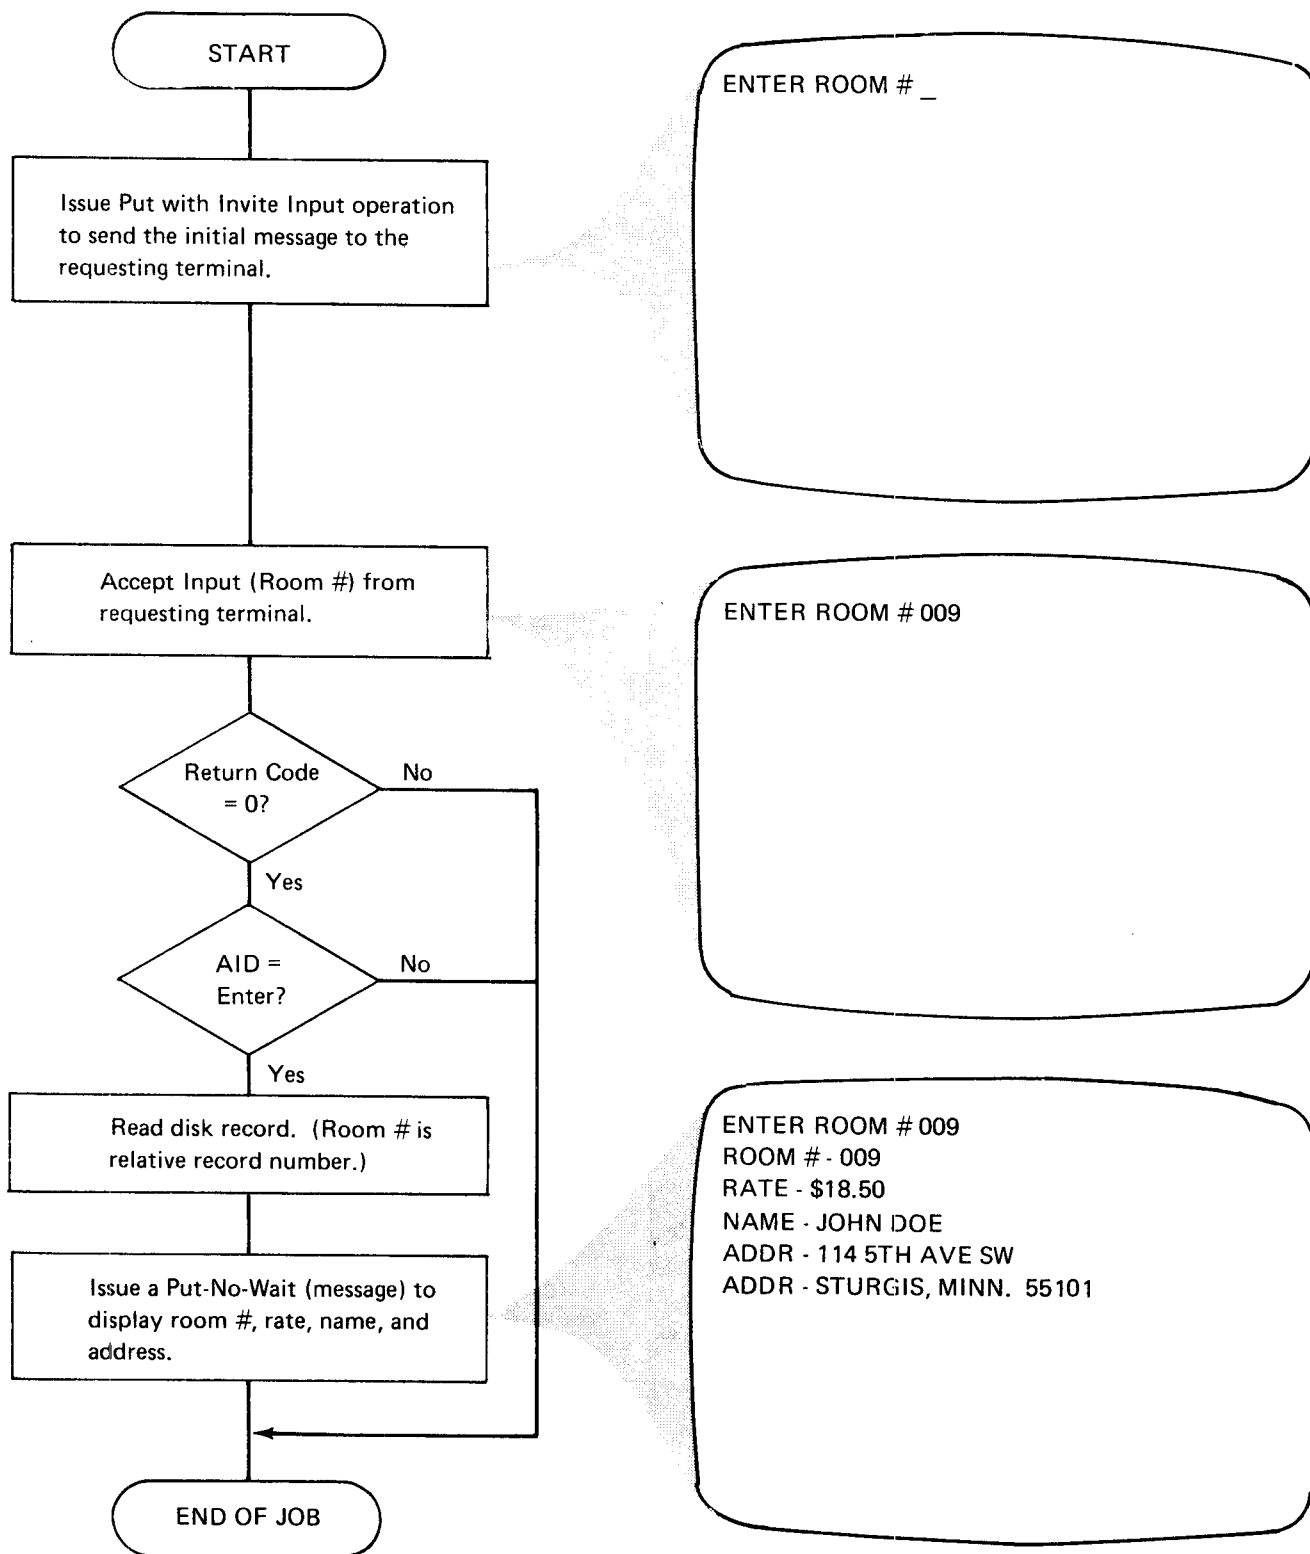 START
Issue Put with Invite Input operation
to send the initial message to the
requesting terminal.
ENTER ROOM # _
Accept Input (Room #) from
requesting terminal.
ENTER ROOM # 009
Return Code
= 0?
No
Yes
AID =
Enter?
No
Yes
Read disk record. (Room # is
relative record number.)
Issue a Put-No-Wait (message) to
display room #, rate, name, and
address.
ENTER ROOM # 009
ROOM # - 009
RATE - $18.50
NAME - JOHN DOE
ADDR - 114 5TH AVE SW
ADDR - STURGIS, MINN. 55101
END OF JOB